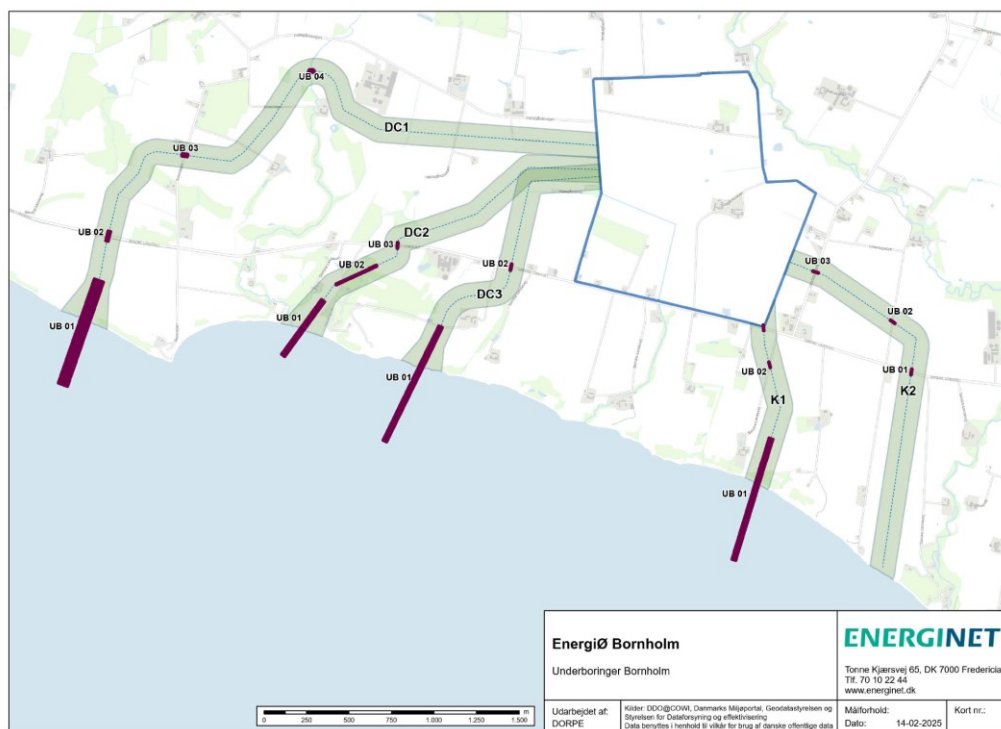 UB 04
DC1
UB 03
UB 02
DC2
UB 03
UB 02
UB 02
UB 03
DC3
UB 01
UB 01
UB 02
UB 02
UB 01
UB 01
K1
K2
UB 01
EnergiØ Bornholm
Underboringer Bornholm
ENERGINET
Tonne Kjærsvej 65, DK 7000 Fredericia
Tlf. 70 10 22 44
www.energinet.dk
m
0 125 250 500 750 1.000 1.250 1.500
Udarbejdet af:
DORPE
Kilder: DDO@COWI, Danmarks Miljøportal, Geodatastyrelsen og
Styrelsen for Dataforsyning og effektivisering
Data benyttes i henhold til vilkår for brug af danske offentlige data
Målforhold:
Dato: 14-02-2025
Kort nr.: